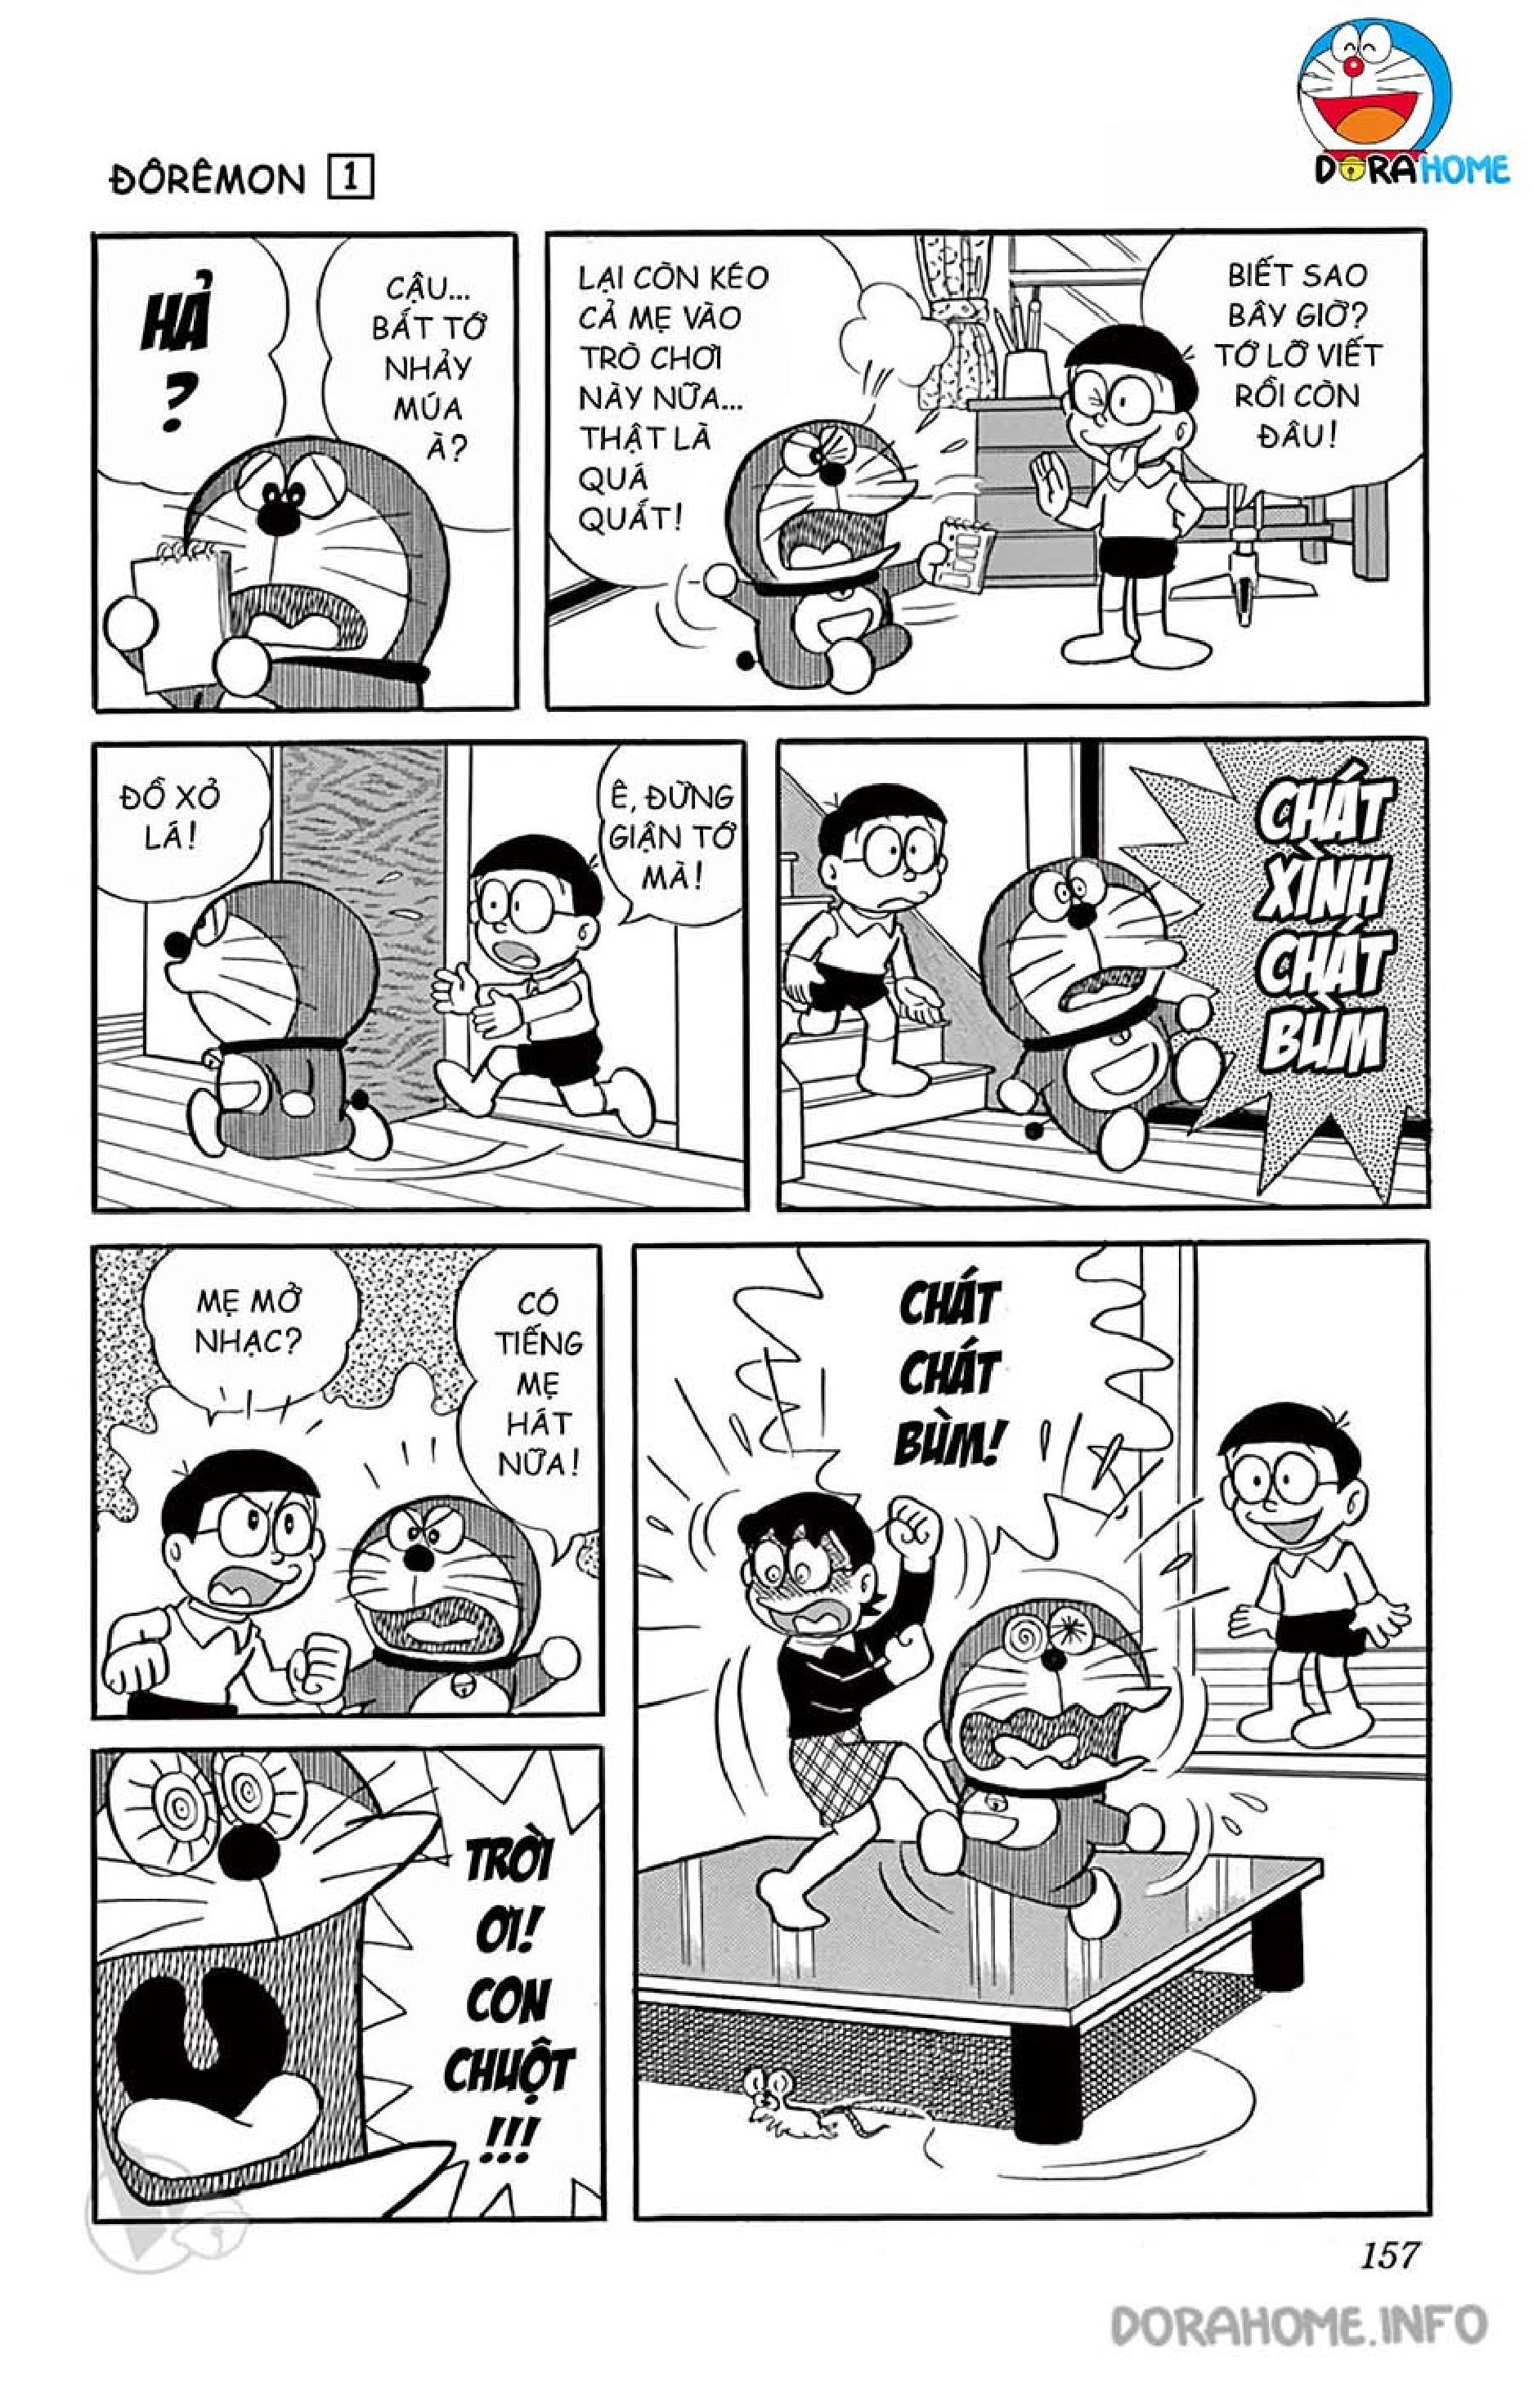 DORAHOME
ĐÔRÊMON 1
HẢ
?
CẬU...
BẮT TỚ
NHẢY
MÚA
À?
LẠI CÒN KÉO
CẢ MẸ VÀO
TRÒ CHƠI
NÀY NỮA...
THẬT LÀ
QUÁ
QUẮT!
BIẾT SAO
BÂY GIỜ?
TỚ LỠ VIẾT
RỒI CÒN
ĐÂU!
ĐỒ XỎ
LÁ!
Ê, ĐỪNG
GIẬN TỚ
MÀ!
CHÁT
XÌNH
CHÁT
BÙM
MẸ MỞ
NHẠC?
CÓ
TIẾNG
MẸ
HÁT
NỮA!
CHÁT
CHÁT
BÙM!
TRỜI
ƠI!
CON
CHUỘT
!!!
157
DORAHOME.INFO